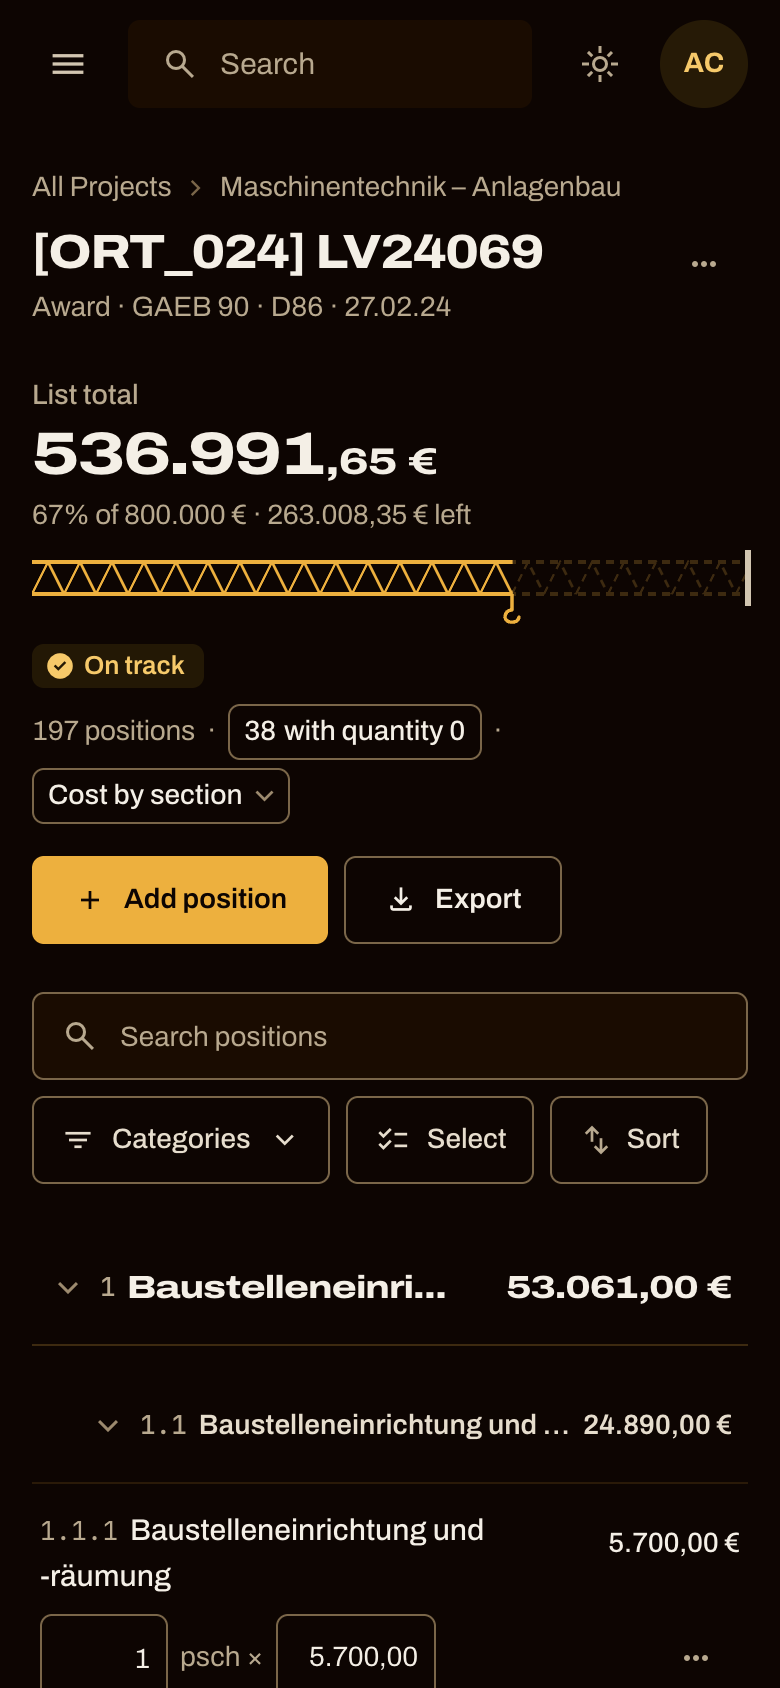 Search
AC
All Projects > Maschinentechnik – Anlagenbau
[ORT_024] LV24069
...
Award · GAEB 90 · D86 · 27.02.24
List total
536.991,65 €
67% of 800.000 € · 263.008,35 € left
On track
197 positions · 38 with quantity 0 ·
Cost by section
+ Add position Export
Search positions
Categories Select Sort
1 Baustelleneinri... 53.061,00 €
1.1 Baustelleneinrichtung und ... 24.890,00 €
1.1.1 Baustelleneinrichtung und 5.700,00 €
-räumung
1 psch × 5.700,00 ...